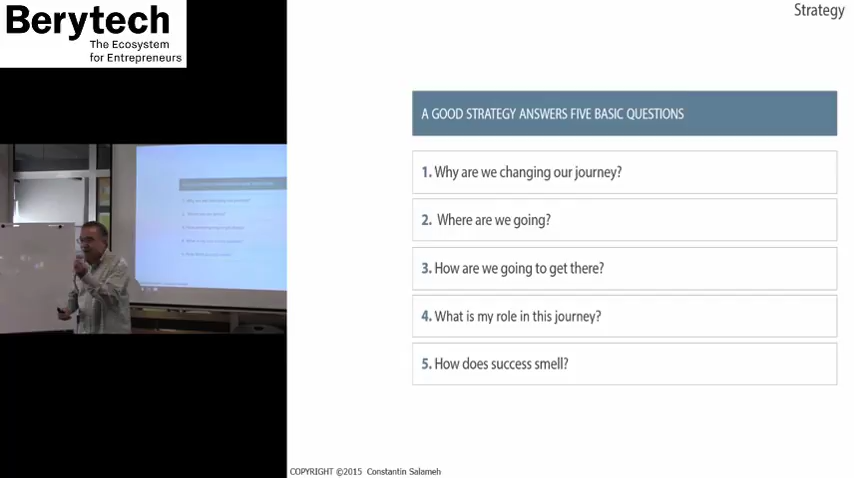 Berytech
The Ecosystem
for Entrepreneurs
Strategy
A GOOD STRATEGY ANSWERS FIVE BASIC QUESTIONS
1. Why are we changing our journey?
2. Where are we going?
3. How are we going to get there?
4. What is my role in this journey?
5. How does success smell?
COPYRIGHT ©2015 Constantin Salameh